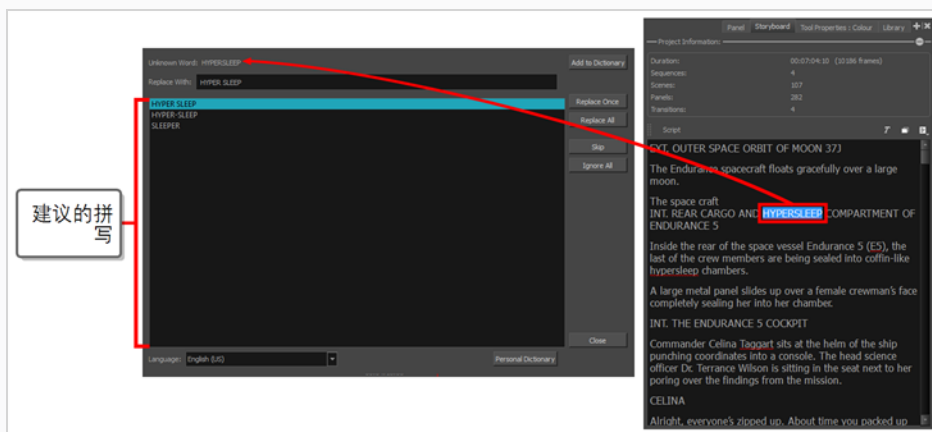 建议的拼
写
Unknown Word: HYPERSLEEP
Add to Dictionary
Replace With: HYPER SLEEP
HYPER SLEEP
HYPER-SLEEP
SLEEPER
Replace Once
Replace All
Skip
Ignore All
Close
Language: English (US)
Personal Dictionary
Panel Storyboard Tool Properties : Colour Library
Project Information:
Duration: 00:07:04:10 (10186 frames)
Sequences: 4
Scenes: 107
Panels: 282
Transitions: 4
Script
EXT. OUTER SPACE ORBIT OF MOON 37J
The Endurance spacecraft floats gracefully over a large
moon.
The space craft
INT. REAR CARGO AND HYPERSLEEP COMPARTMENT OF
ENDURANCE 5
Inside the rear of the space vessel Endurance 5 (E5), the
last of the crew members are being sealed into coffin-like
hypersleep chambers.
A large metal panel slides up over a female crewman's face
completely sealing her into her chamber.
INT. THE ENDURANCE 5 COCKPIT
Commander Celina Taggart sits at the helm of the ship
punching coordinates into a console. The head science
officer Dr. Terrance Wilson is sitting in the seat next to her
poring over the findings from the mission.
CELINA
Alright, everyone's zipped up, About time you packed up